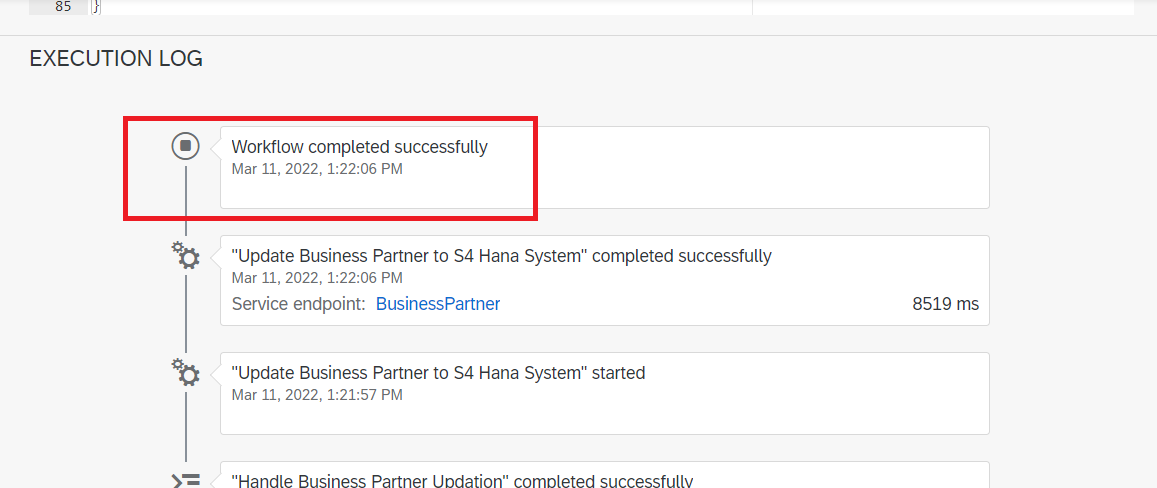 85 }
EXECUTION LOG
Workflow completed successfully
Mar 11, 2022, 1:22:06 PM
"Update Business Partner to S4 Hana System" completed successfully
Mar 11, 2022, 1:22:06 PM
Service endpoint: BusinessPartner 8519 ms
"Update Business Partner to S4 Hana System" started
Mar 11, 2022, 1:21:57 PM
"Handle Business Partner Updation" completed successfully